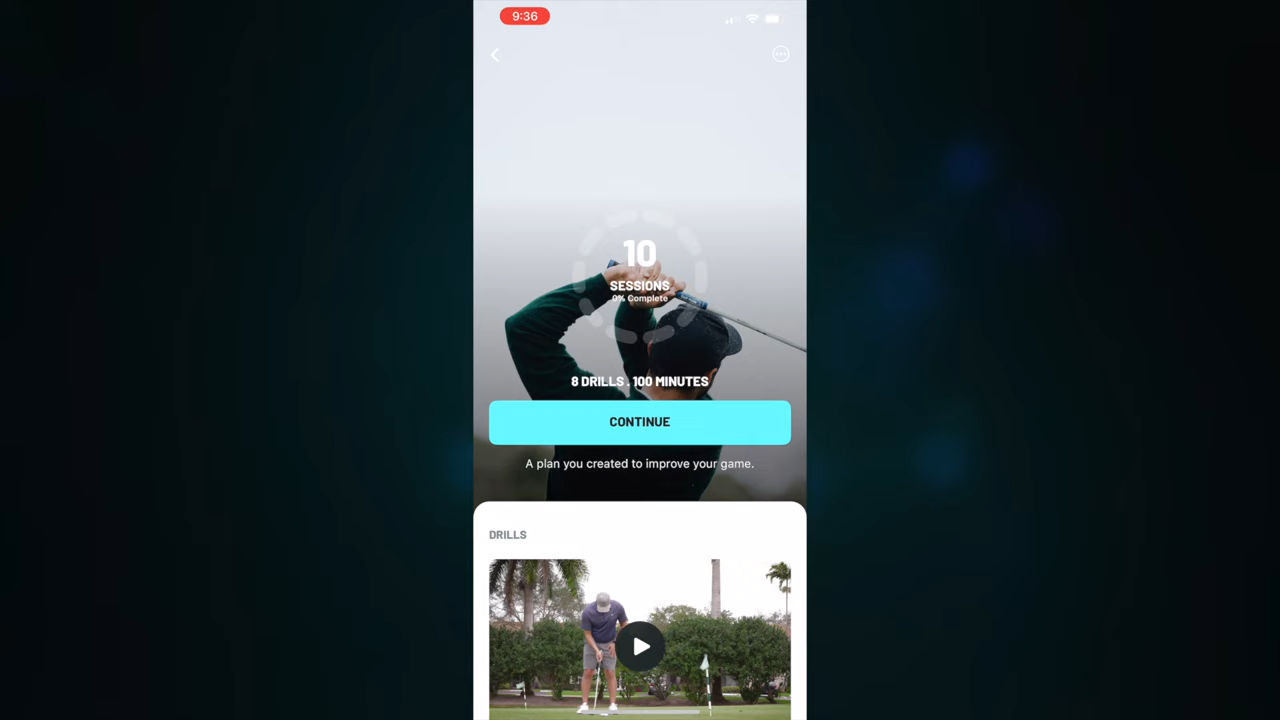 9:36
10
SESSIONS
0% Complete
8 DRILLS . 100 MINUTES
CONTINUE
A plan you created to improve your game.
DRILLS